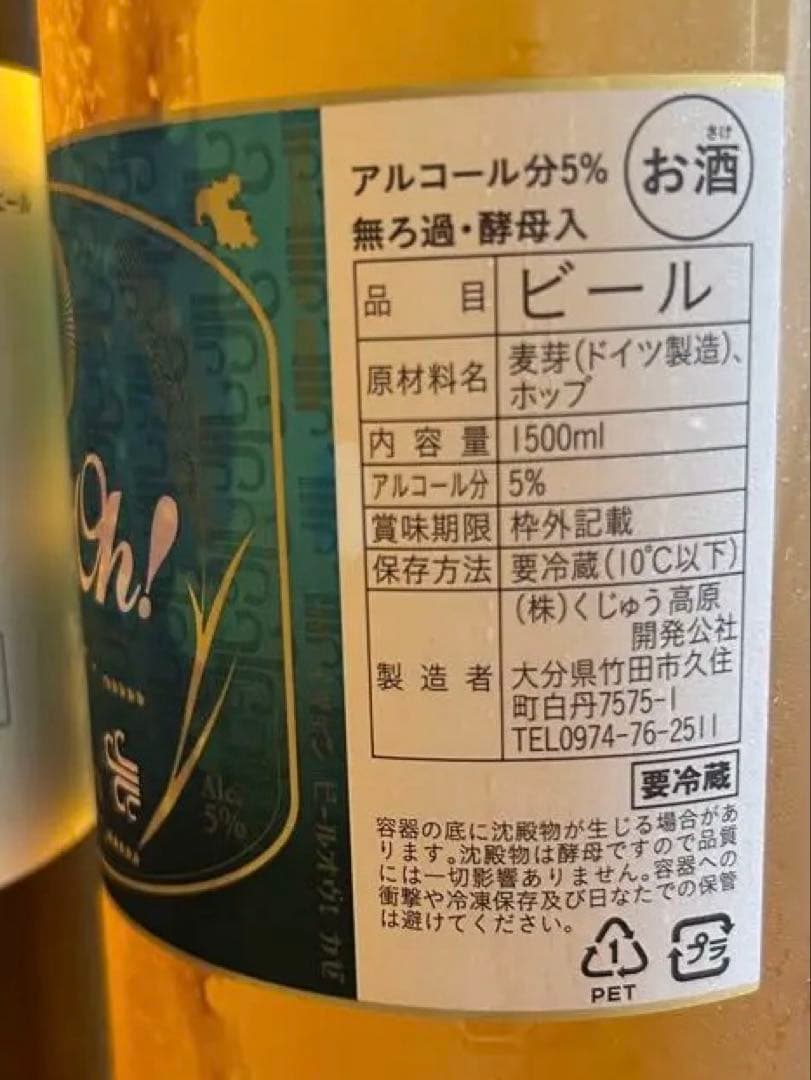 アルコール分5%
無ろ過・酵母入
さけ
お酒
品目 ビール
原材料名 麦芽(ドイツ製造)、
ホップ
内容量 1500ml
アルコール分 5%
賞味期限 枠外記載
保存方法 要冷蔵(10℃以下)
製造者 (株)くじゅう高原
開発公社
大分県竹田市久住
町白丹7575-1
TEL0974-76-2511
要冷蔵
容器の底に沈殿物が生じる場合があ
ります。沈殿物は酵母ですので品質
には一切影響ありません。容器への
衝撃や冷凍保存及び日なたでの保管
は避けてください。
1
PET
プラ
Oh!
Alc.
5%
ール